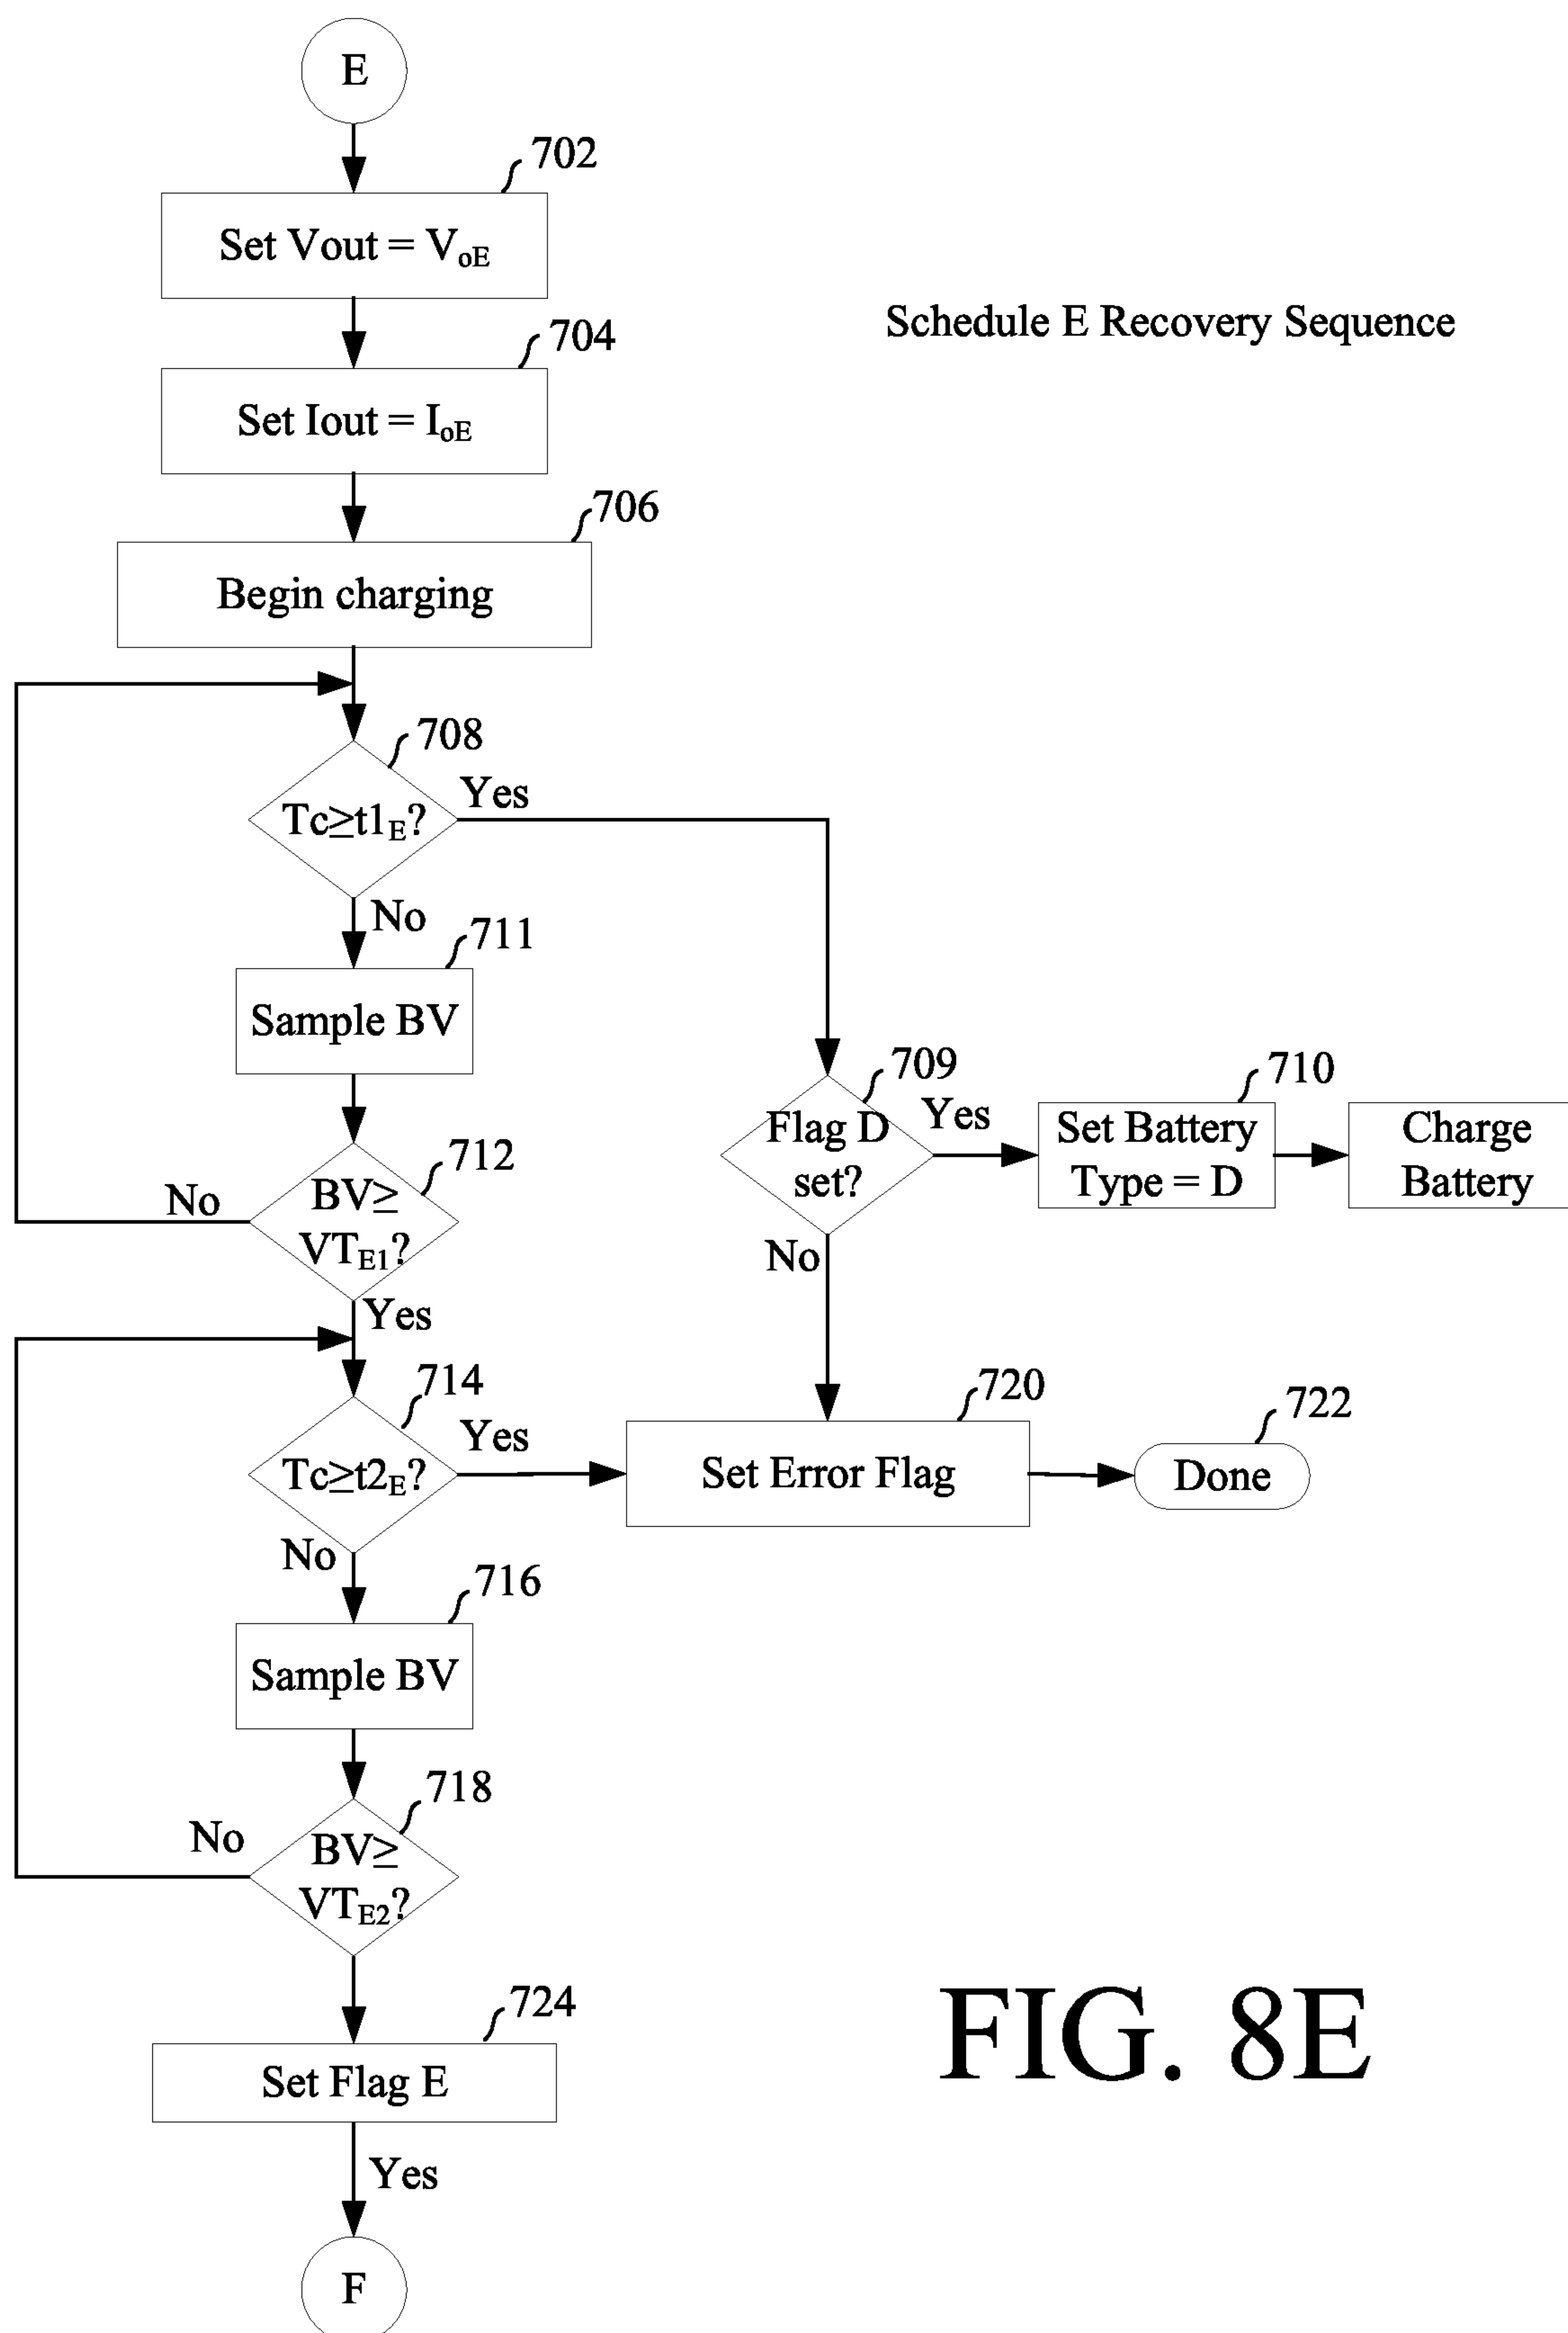 E
702
Set Vout = VoE
704
Schedule E Recovery Sequence
Set Iout = IoE
706
Begin charging
708
Yes
Tc≥t1E?
No
711
Sample BV
709
710
Flag D
set?
Yes
Set Battery
Type = D
Charge
Battery
712
No
BV≥
VTE1?
No
Yes
714
Yes
720
722
Tc≥t2E?
Set Error Flag
Done
No
716
Sample BV
718
No
BV≥
VTE2?
724
Set Flag E
FIG. 8E
Yes
F